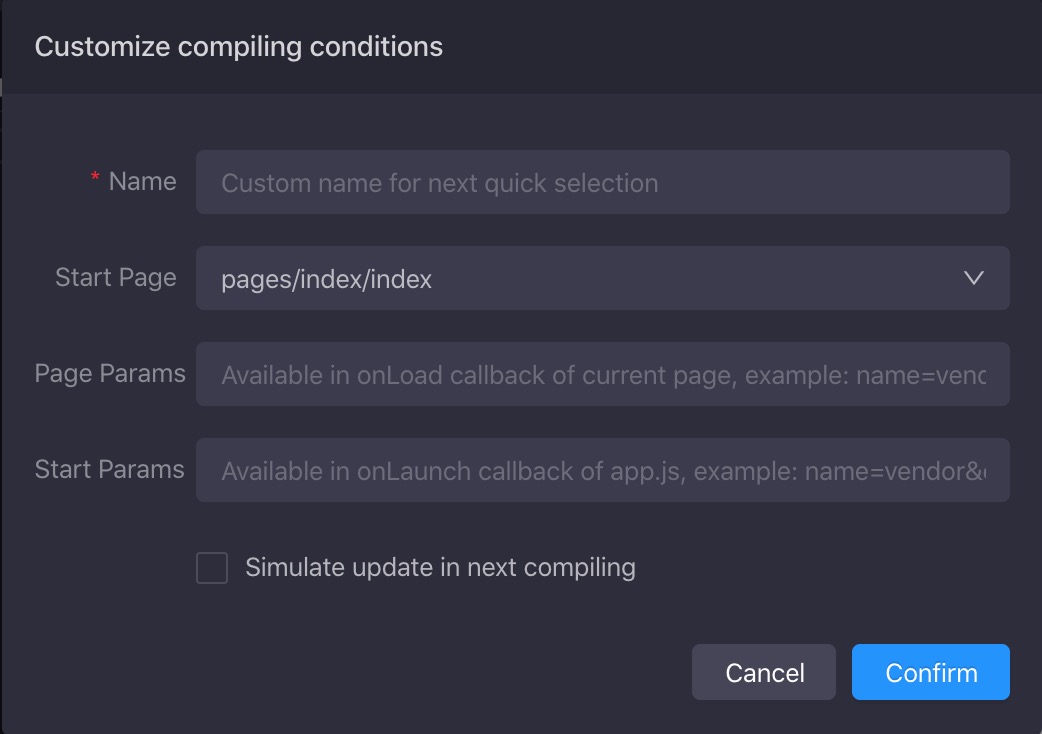 Customize compiling conditions
* Name
Custom name for next quick selection
Start Page
pages/index/index
Page Params
Available in onLoad callback of current page, example: name=vend
Start Params
Available in onLaunch callback of app.js, example: name=vendor&
Simulate update in next compiling
Cancel
Confirm